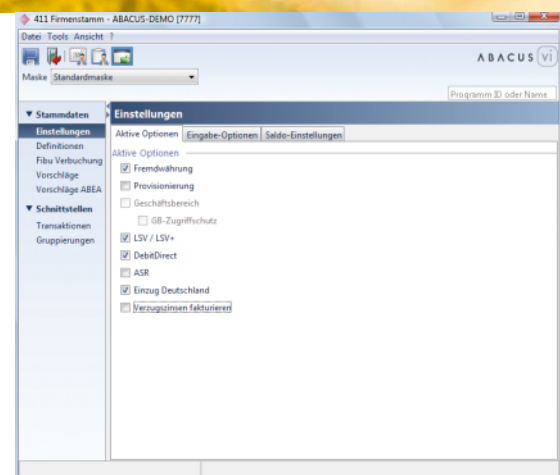 411 Firmenstamm - ABACUS-DEMO [7777]
Datei Tools Ansicht ?
ABACUS vi
Maske Standardmaske
Programm ID oder Name
Stammdaten
Einstellungen
Definitionen
Fibu Verbuchung
Vorschläge
Vorschläge ABEA
Schnittstellen
Transaktionen
Gruppierungen
Einstellungen
Aktive Optionen Eingabe-Optionen Saldo-Einstellungen
Aktive Optionen
Fremdwährung
Provisionierung
Geschäftsbereich
GB-Zugriffschutz
LSV / LSV+
DebitDirect
ASR
Einzug Deutschland
Verzugszinsen fakturieren